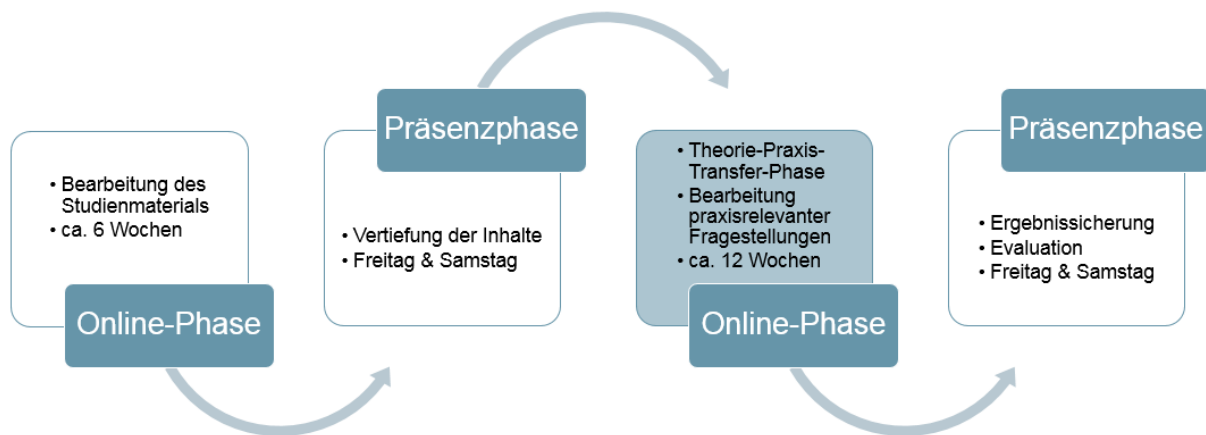 • Bearbeitung des
Studienmaterials
• ca. 6 Wochen
Online-Phase
Präsenzphase
• Vertiefung der Inhalte
• Freitag & Samstag
• Theorie-Praxis-
Transfer-Phase
• Bearbeitung
praxisrelevanter
Fragestellungen
• ca. 12 Wochen
Online-Phase
Präsenzphase
• Ergebnissicherung
• Evaluation
• Freitag & Samstag